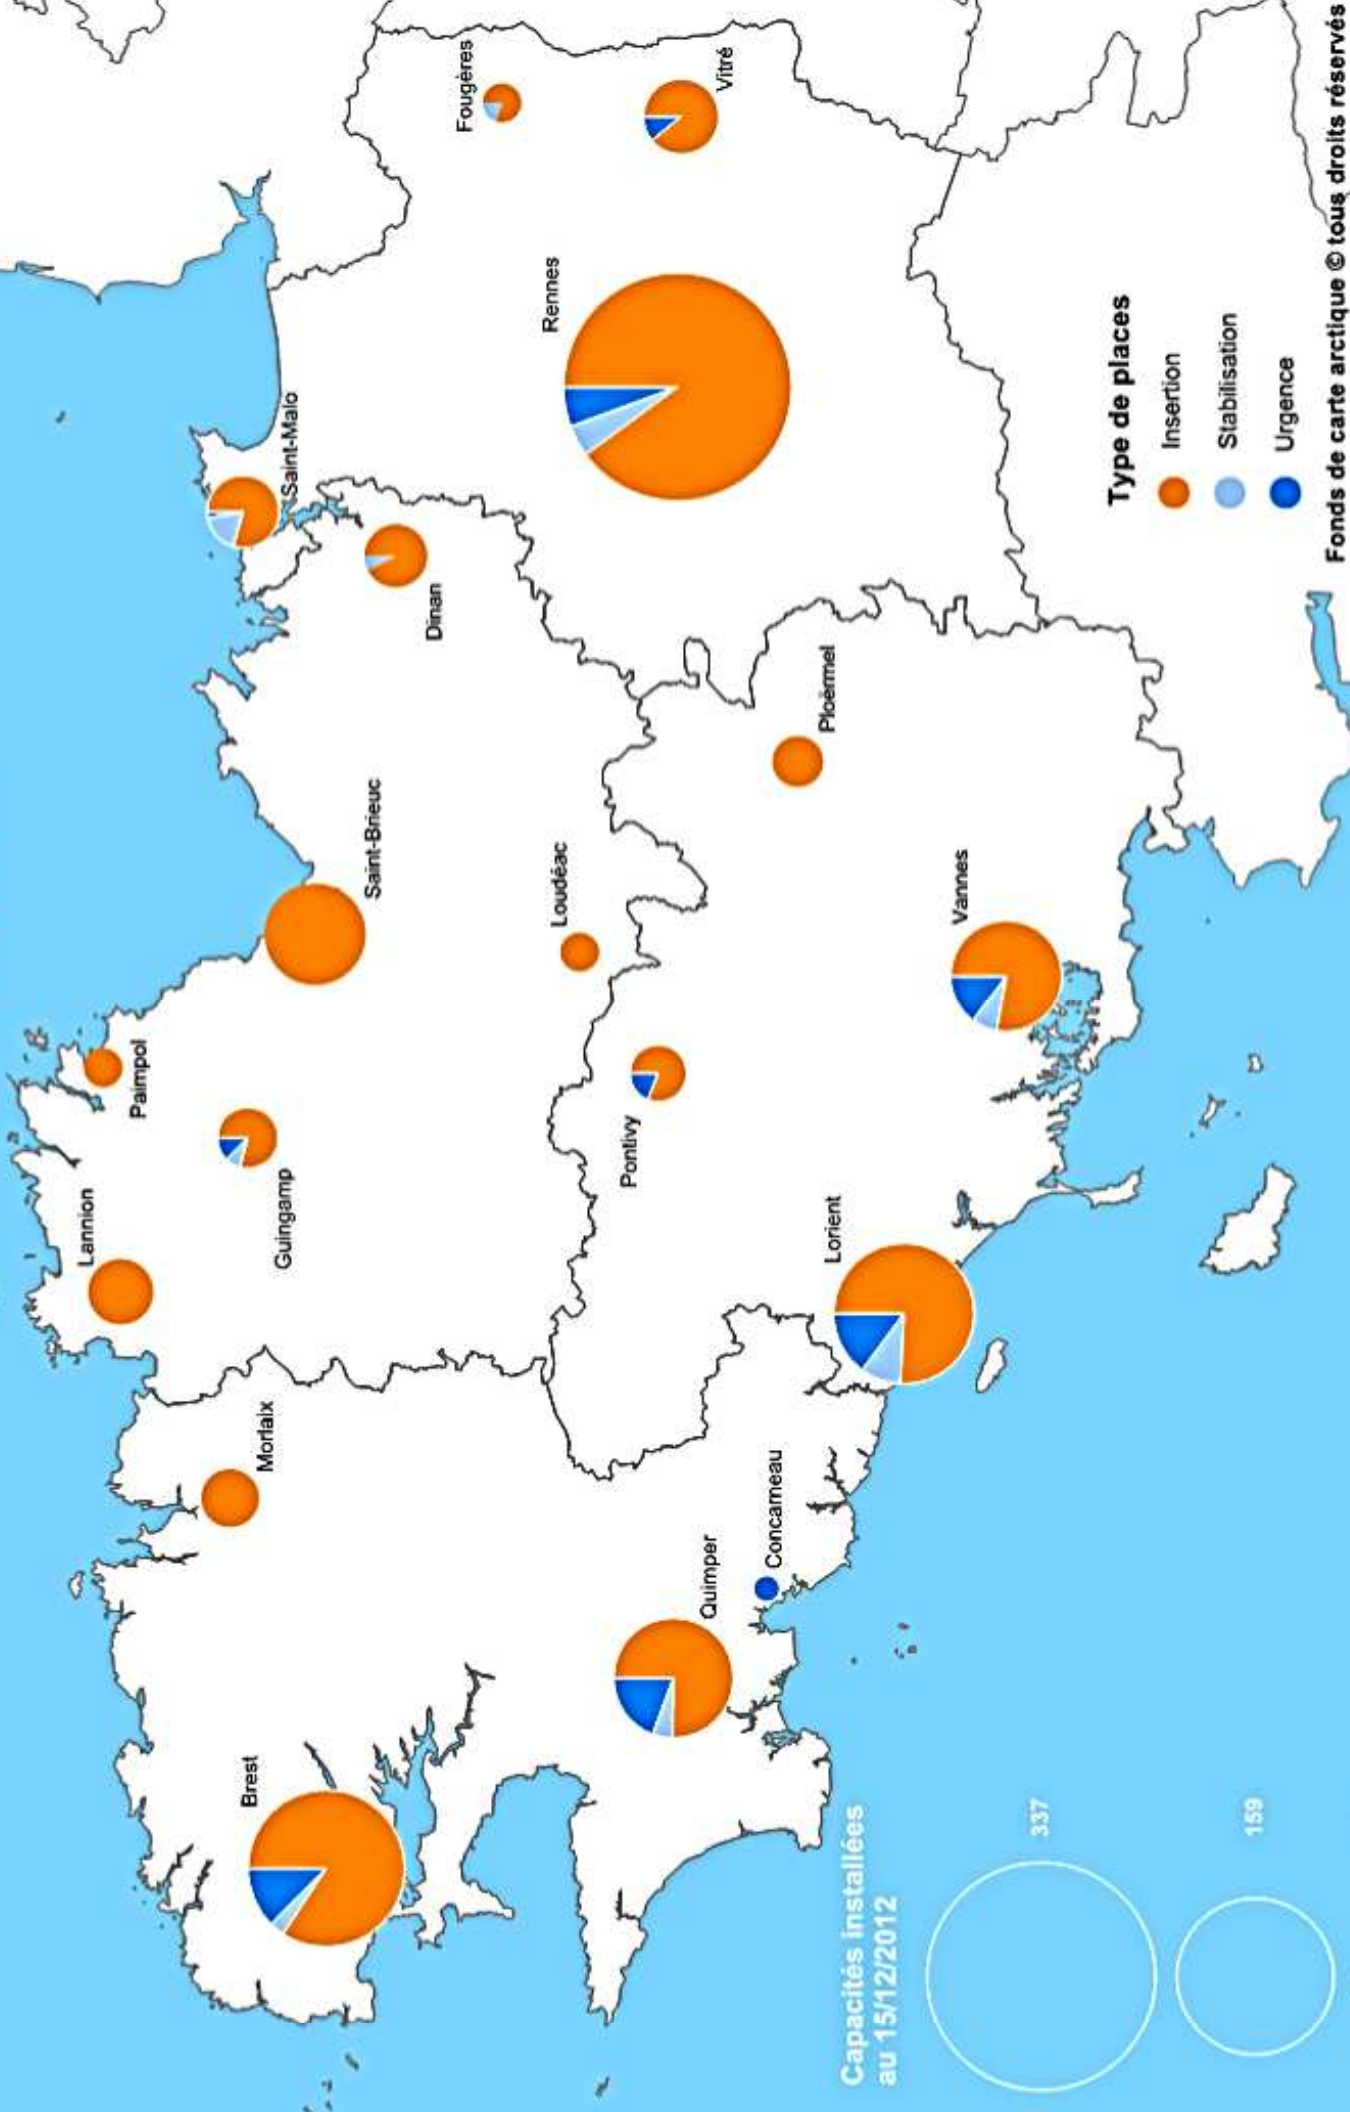 Lannion
Paimpol
Morlaix
Guingamp
Saint-Brieuc
Saint-Malo
Dinan
Fougères
Brest
Loudéac
Rennes
Vitré
Pontivy
Quimper
Concarneau
Ploërmel
Lorient
Vannes
Capacités installées
au 15/12/2012
337
159
Type de places
Insertion
Stabilisation
Urgence
Fonds de carte arctique © tous droits réservés